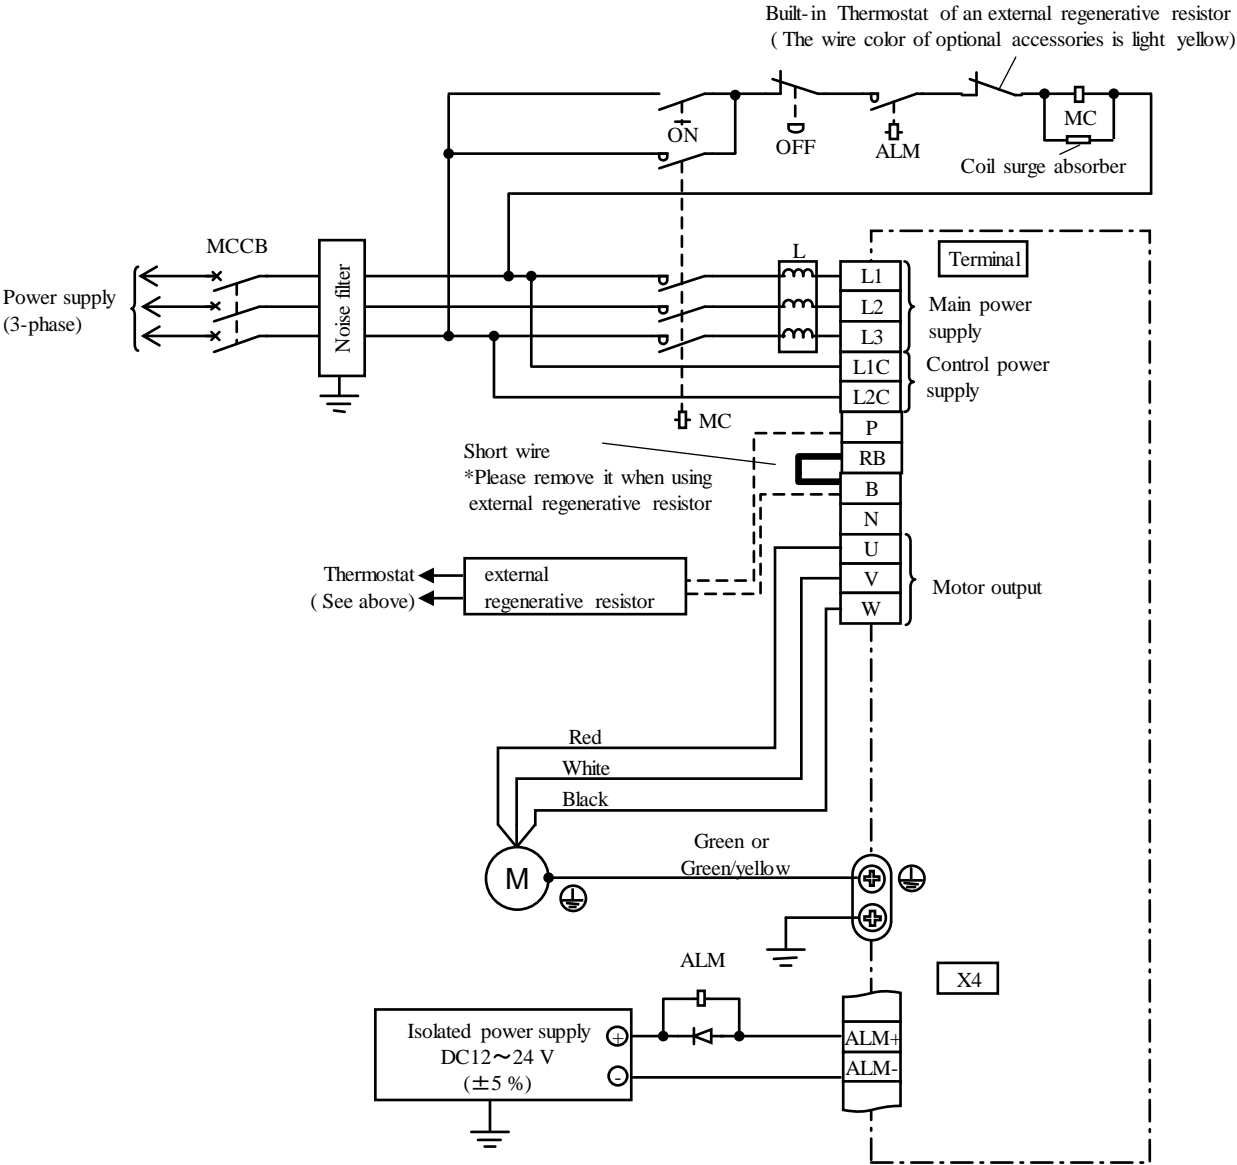 Built-in Thermostat of an external regenerative resistor
( The wire color of optional accessories is light yellow)
ON
OFF
ALM
MC
Coil surge absorber
MCCB
Noise filter
L
Terminal
Power supply
(3-phase)
L1
L2
L3
L1C
L2C
P
RB
B
N
U
V
W
Main power
supply
Control power
supply
MC
Short wire
*Please remove it when using
external regenerative resistor
Thermostat
( See above)
external
regenerative resistor
Motor output
Red
White
Black
Green or
Green/yellow
M
ALM
X4
Isolated power supply
DC12～24 V
(±5 %)
+
-
ALM+
ALM-